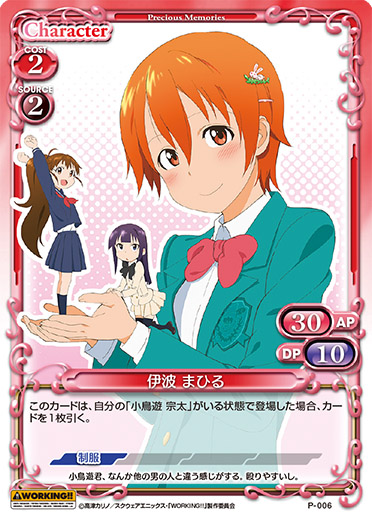 Precious Memories
Character
COST
2
SOURCE
2
30 AP
DP 10
伊波 まひる
このカードは、自分の「小鳥遊 宗太」がいる状態で登場した場合、カー
ドを1枚引く。
制服
小鳥遊君、なんか他の男の人と違う感じがする。殴りやすいし。
WORKING!!
©高津カリノ/スクウェアエニックス・「WORKING!!」製作委員会
P-006